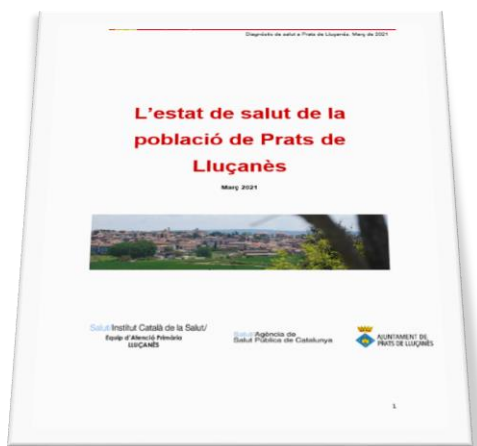 Diagnòstic de salut a Prats de Lluçanès. Març de 2021
L'estat de salut de la
població de Prats de
Lluçanès
Març 2021
Salut/Institut Català de la Salut/
Equip d'Atenció Primària
LLUÇANÈS
Salut/Agència de
Salut Pública de Catalunya
AJUNTAMENT DE
PRATS DE LLUÇANÈS
1